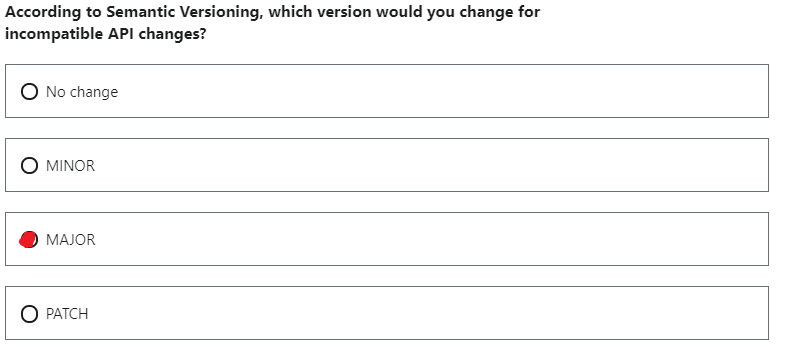 According to Semantic Versioning, which version would you change for
incompatible API changes?
No change
MINOR
MAJOR
PATCH